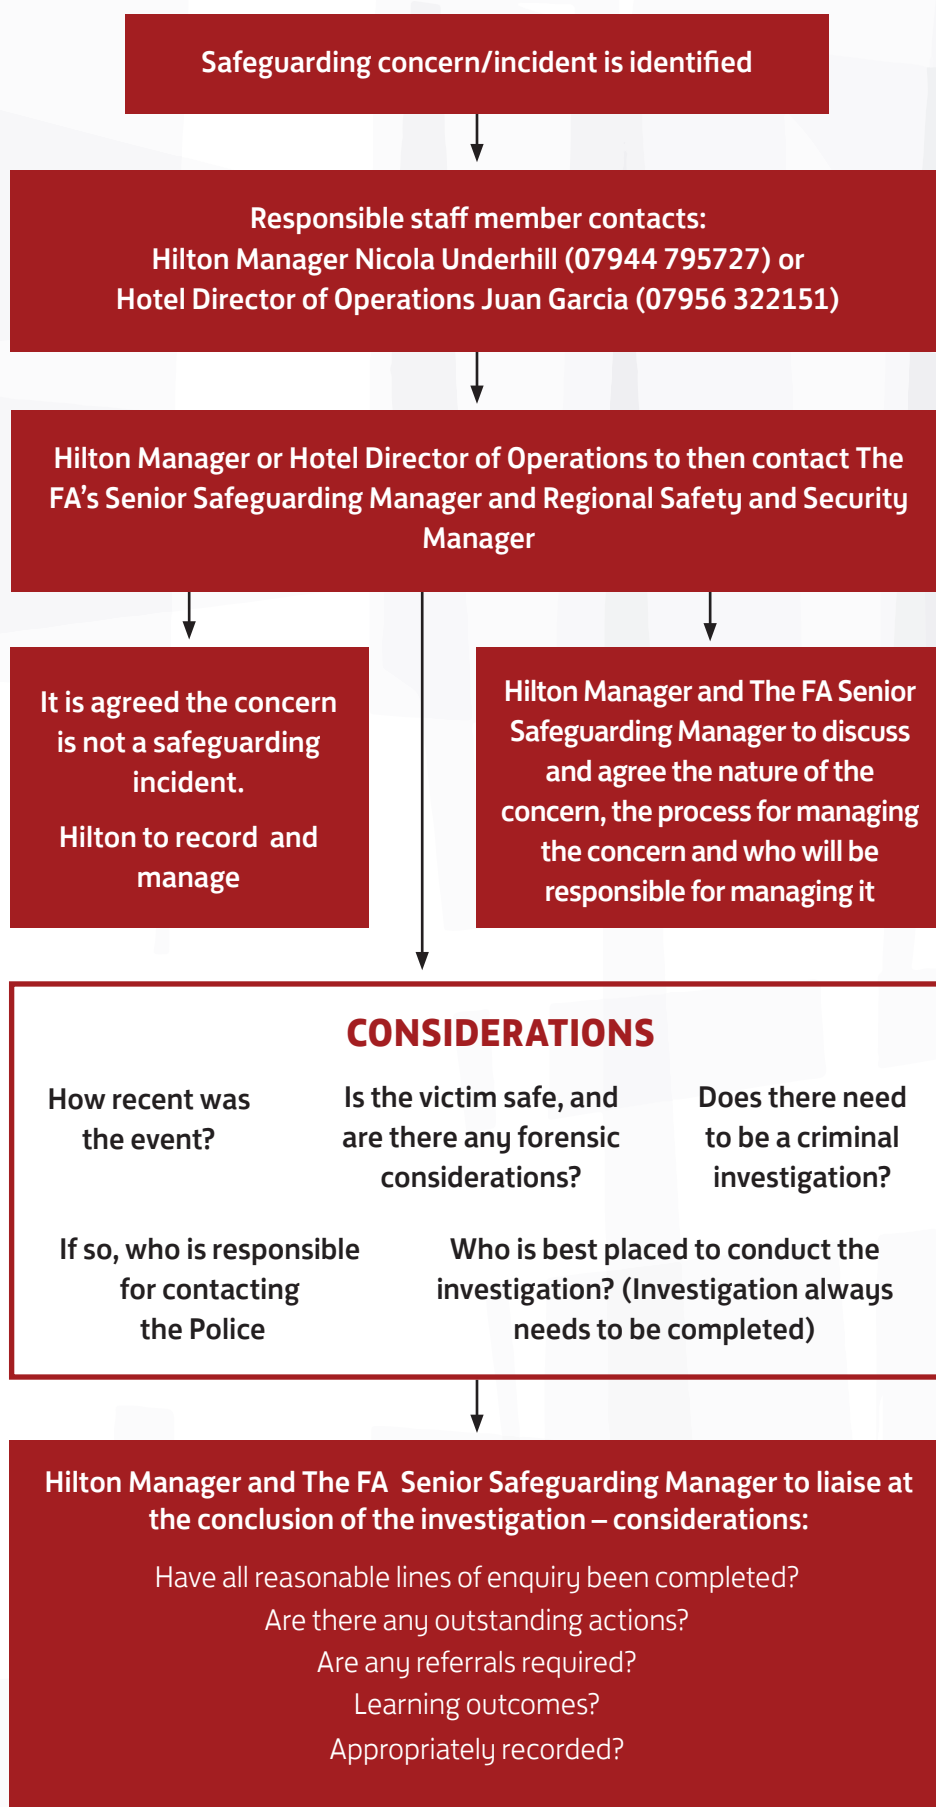 Safeguarding concern/incident is identified
Responsible staff member contacts:
Hilton Manager Nicola Underhill (07944 795727) or
Hotel Director of Operations Juan Garcia (07956 322151)
Hilton Manager or Hotel Director of Operations to then contact The
FA's Senior Safeguarding Manager and Regional Safety and Security
Manager
It is agreed the concern
is not a safeguarding
incident.
Hilton to record and
manage
Hilton Manager and The FA Senior
Safeguarding Manager to discuss
and agree the nature of the
concern, the process for managing
the concern and who will be
responsible for managing it
CONSIDERATIONS
How recent was
the event?
Is the victim safe, and
are there any forensic
considerations?
Does there need
to be a criminal
investigation?
If so, who is responsible
for contacting
the Police
Who is best placed to conduct the
investigation? (Investigation always
needs to be completed)
Hilton Manager and The FA Senior Safeguarding Manager to liaise at
the conclusion of the investigation – considerations:
Have all reasonable lines of enquiry been completed?
Are there any outstanding actions?
Are any referrals required?
Learning outcomes?
Appropriately recorded?